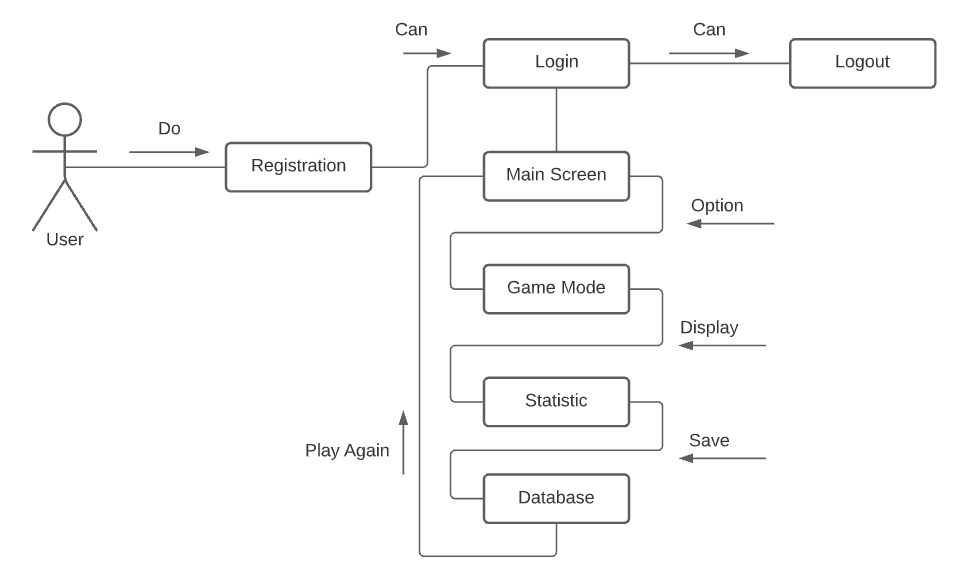 Can
Can
Login
Logout
Do
Registration
Main Screen
Option
User
Game Mode
Display
Statistic
Save
Play Again
Database